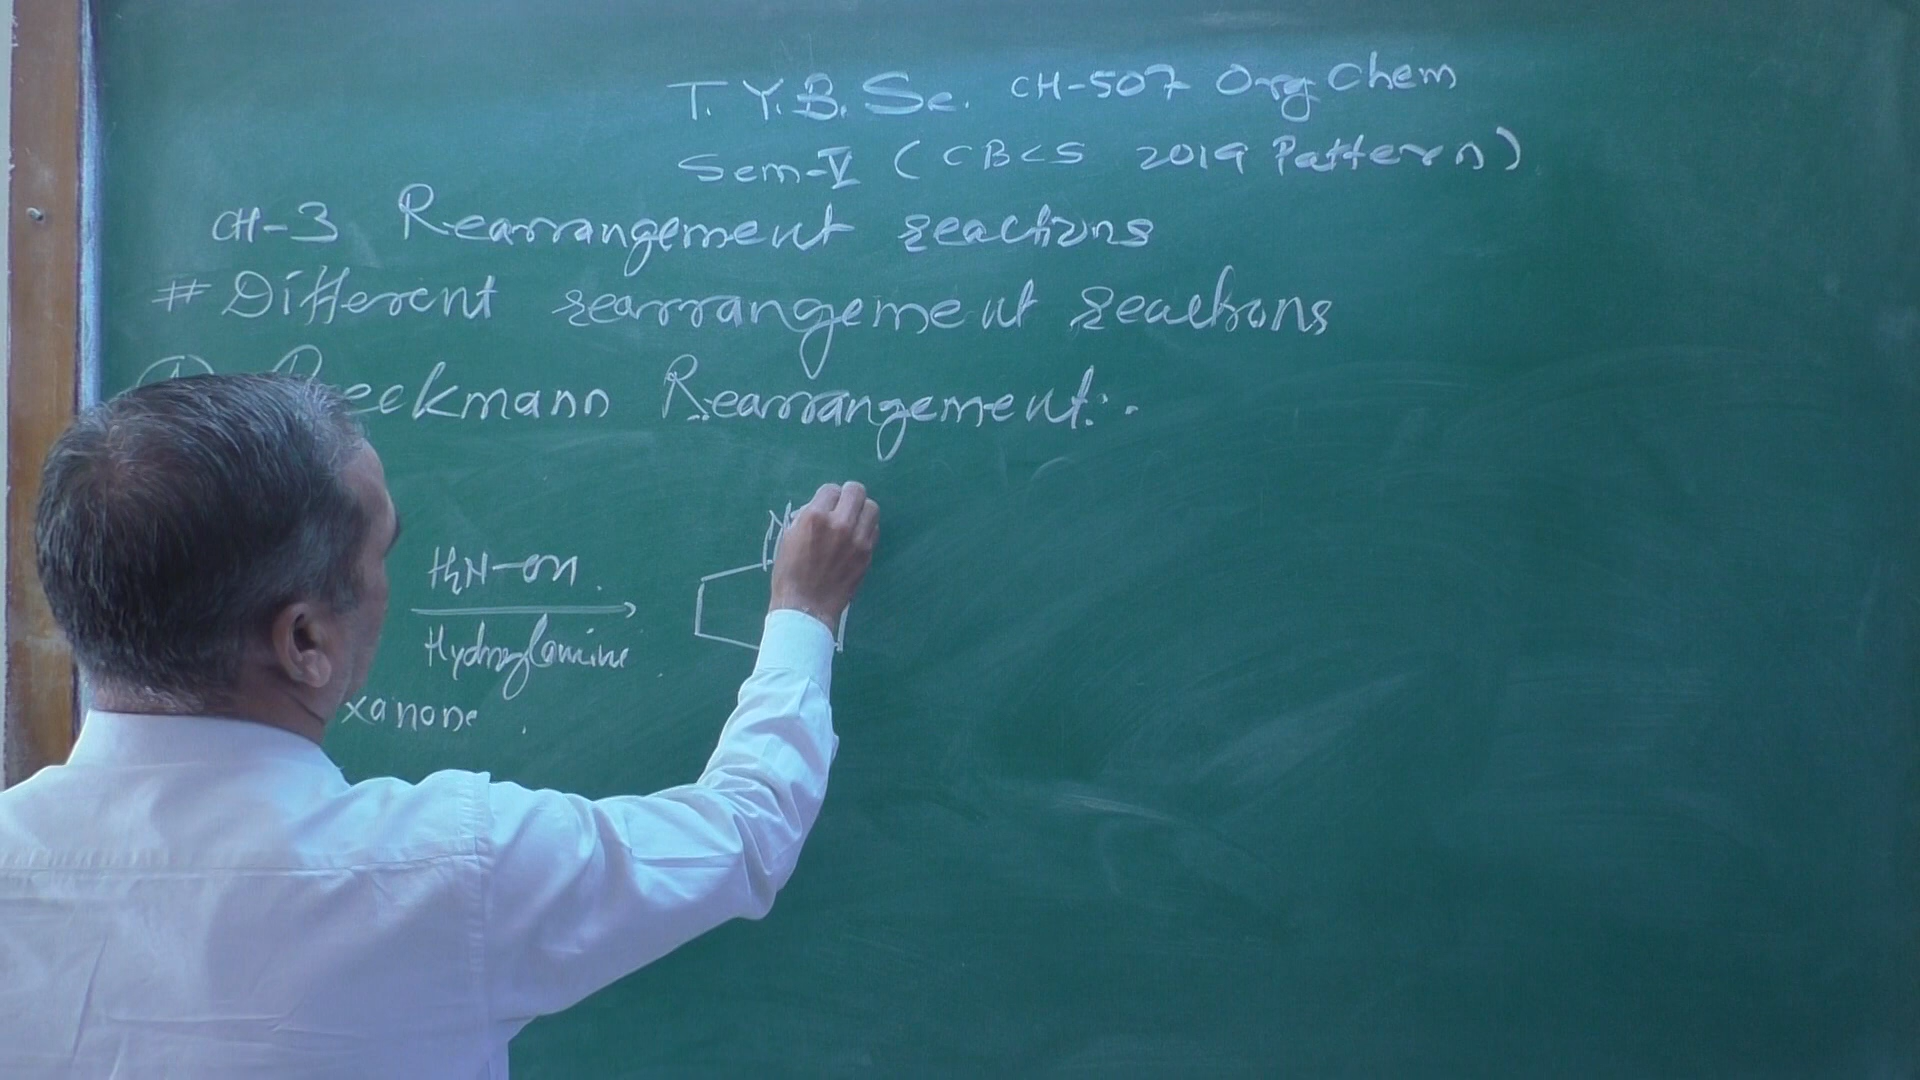 T.Y.B.Sc. CH-507 Org Chem
Sem-V (CBCS 2019 Pattern)
CH-3 Rearrangement reactions
# Different rearrangement reactions
eckmann Rearrangement:-
H2N-OH
N
Hydroxylamine
xanone